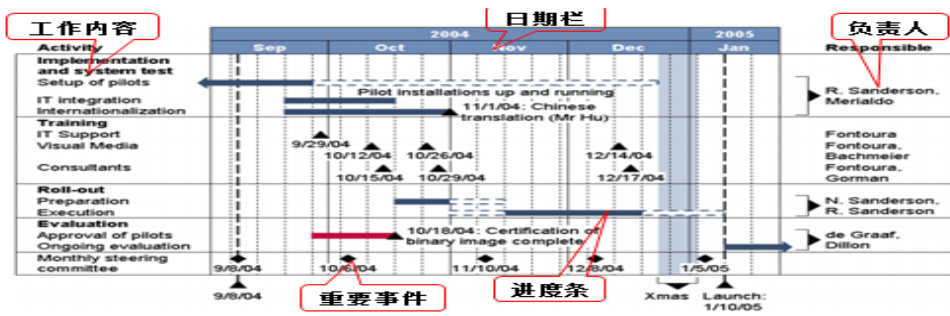 工作内容
日期栏
负责人
2004
2005
Activity
Sep
Oct
Nov
Dec
Jan
Responsible
Implementation
and system test
Setup of pilots
Pilot installations up and running
R. Sanderson,
Merialdo
IT integration
Internationalization
11/1/04: Chinese
translation (Mr Hu)
Training
IT Support
9/29/04
Fontoura
Visual Media
10/12/04
10/26/04
12/14/04
Fontoura,
Bachmeier
Consultants
10/15/04
10/29/04
12/17/04
Fontoura,
Gorman
Roll-out
Preparation
Execution
N. Sanderson,
R. Sanderson
Evaluation
Approval of pilots
10/18/04: Certification of
binary image complete
Ongoing evaluation
de Graaf,
Dillon
Monthly steering
committee
9/8/04
10/6/04
11/10/04
12/8/04
1/5/05
9/8/04
重要事件
进度条
Xmas
Launch:
1/10/05